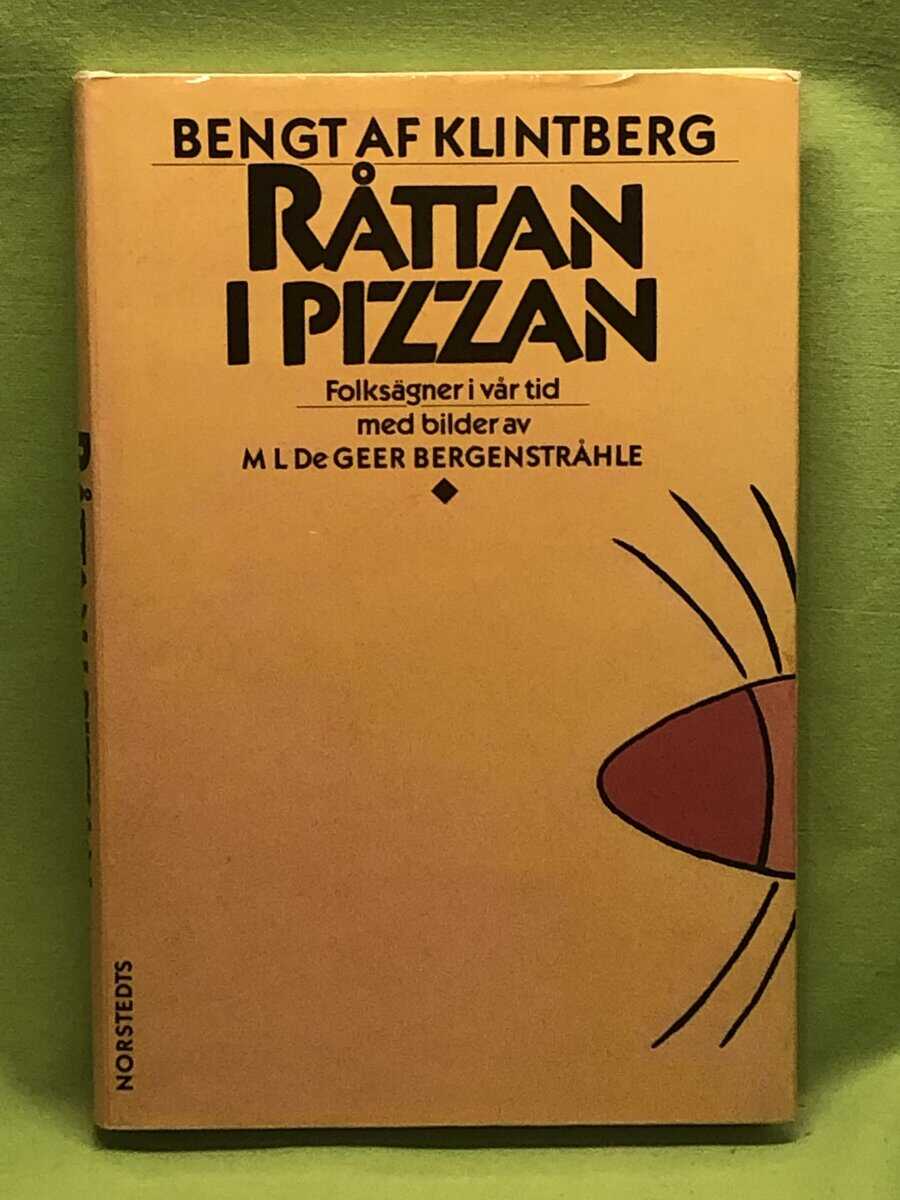 BENGT AF KLINTBERG
RÅTTAN
I PIZZAN
Folksägner i vår tid
med bilder av
M L De GEER BERGENSTRÅHLE
NORSTEDTS